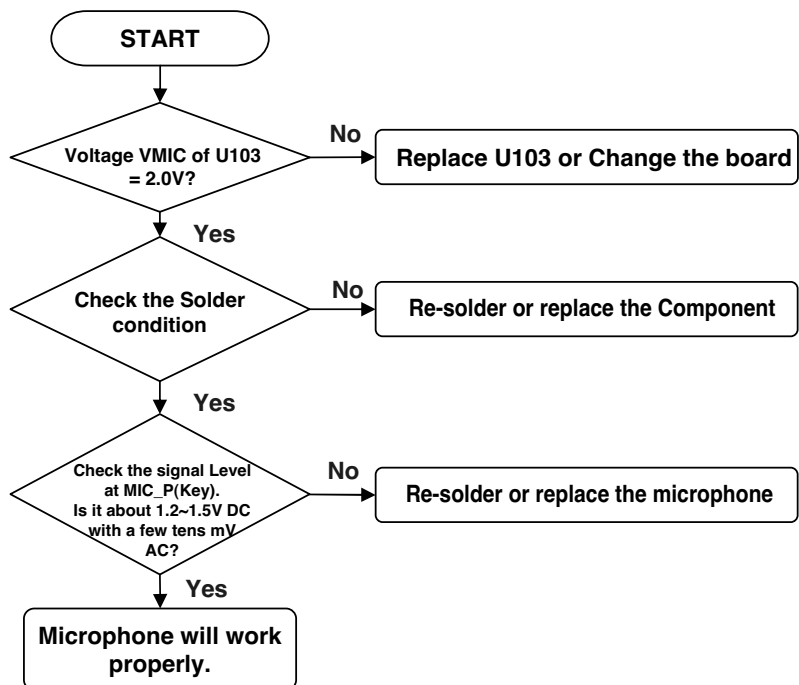 START
Voltage VMIC of U103
= 2.0V?
No
Replace U103 or Change the board
Yes
Check the Solder
condition
No
Re-solder or replace the Component
Yes
Check the signal Level
at MIC_P(Key).
Is it about 1.2~1.5V DC
with a few tens mV
AC?
No
Re-solder or replace the microphone
Yes
Microphone will work
properly.